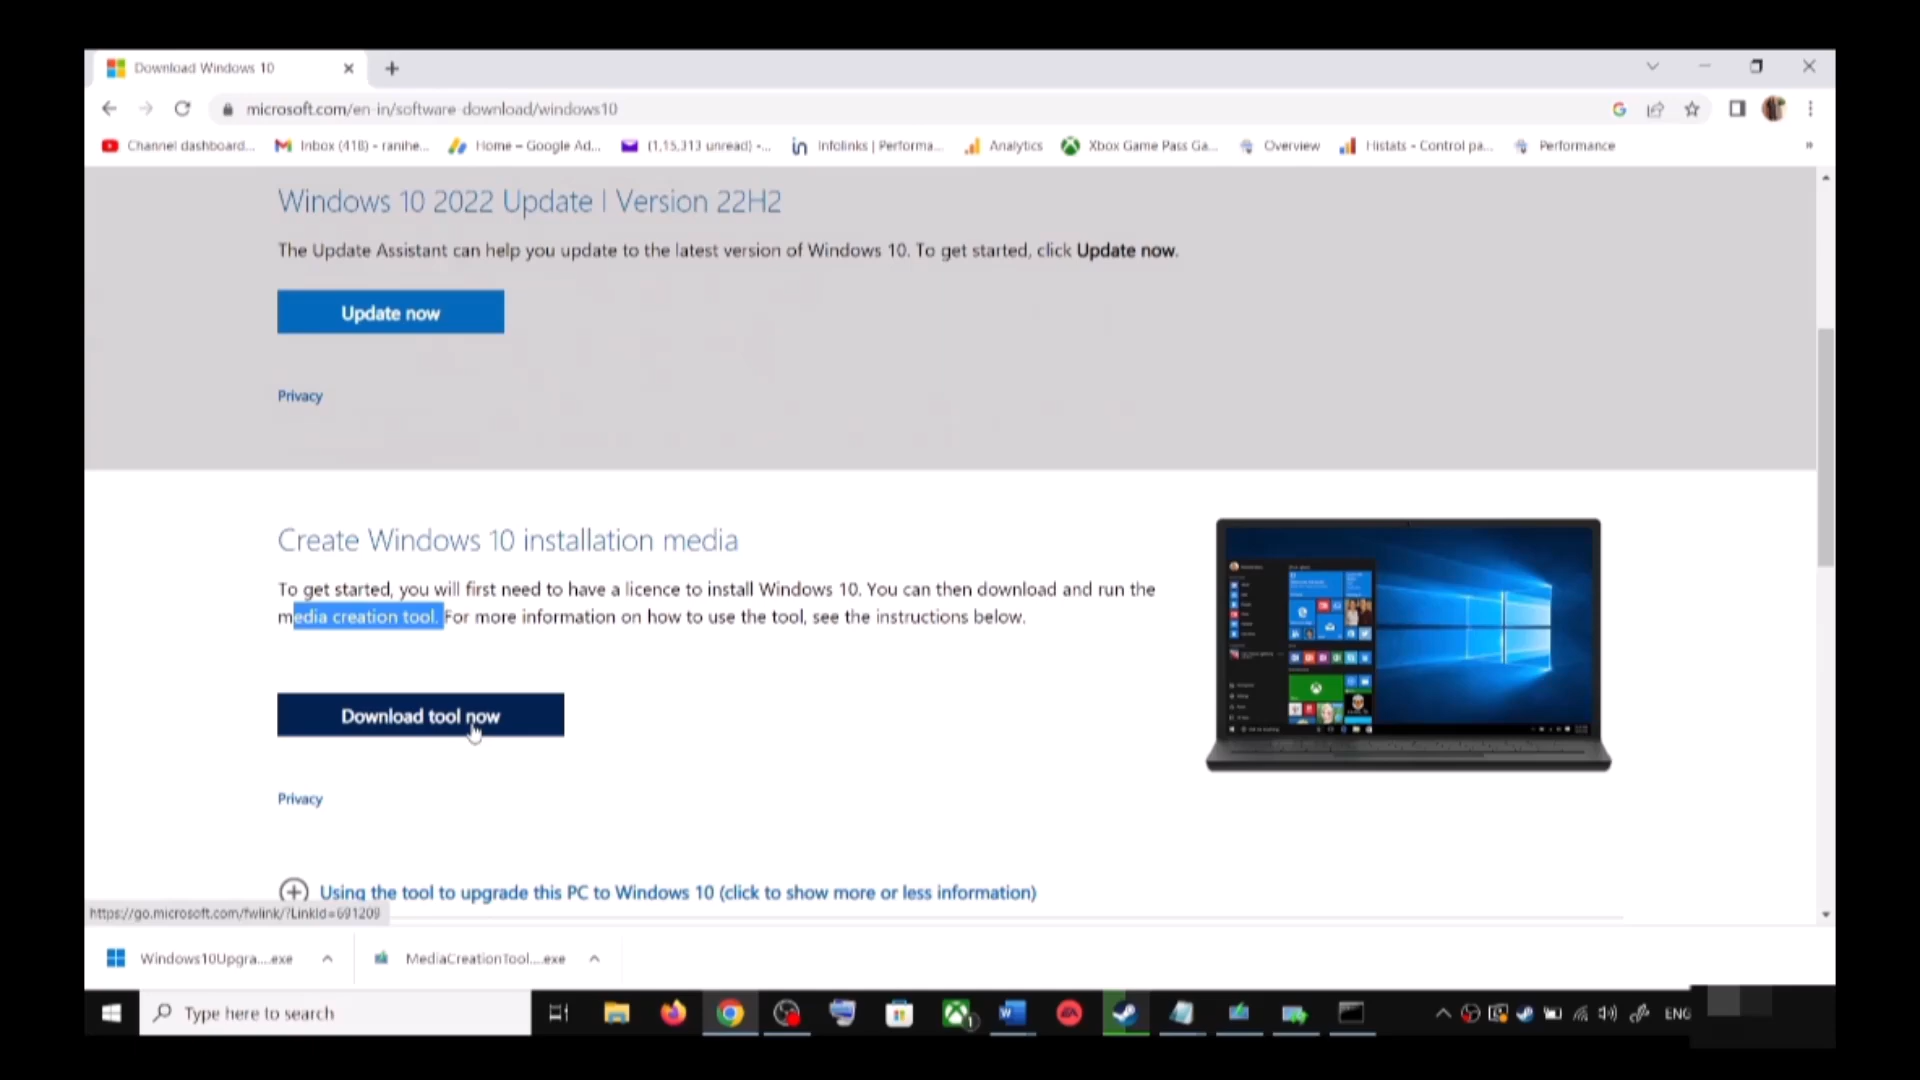 Download Windows 10
microsoft.com/en-in/software-download/windows10
Channel dashboard...
Inbox (418) - ranihe...
Home – Google Ad...
(1,15,313 unread) -...
Infolinks | Performa...
Analytics
Xbox Game Pass Ga...
Overview
Histats - Control pa...
Performance
»
Windows 10 2022 Update | Version 22H2
The Update Assistant can help you update to the latest version of Windows 10. To get started, click Update now.
Update now
Privacy
Create Windows 10 installation media
To get started, you will first need to have a licence to install Windows 10. You can then download and run the
media creation tool. For more information on how to use the tool, see the instructions below.
Download tool now
Privacy
Using the tool to upgrade this PC to Windows 10 (click to show more or less information)
https://go.microsoft.com/fwlink/?LinkId=691209
Windows10Upgra....exe
MediaCreationTool....exe
Type here to search
ENG